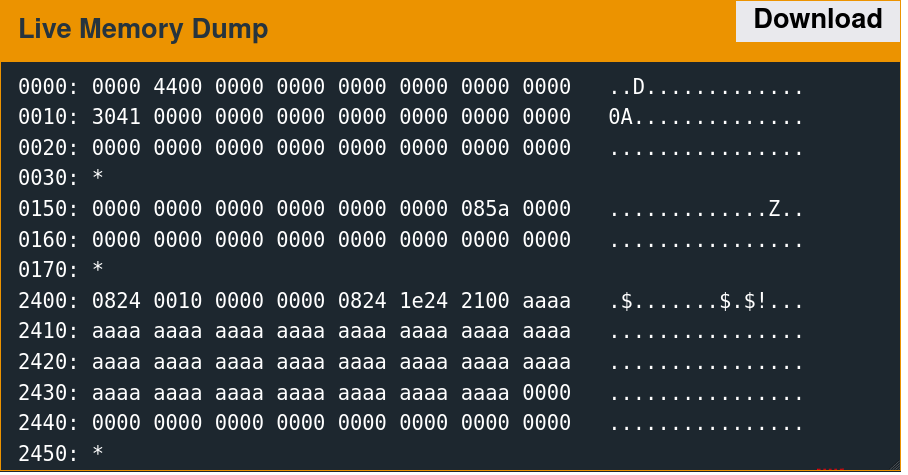 Live Memory Dump
Download
0000: 0000 4400 0000 0000 0000 0000 0000 0000 ..D.............
0010: 3041 0000 0000 0000 0000 0000 0000 0000 0A..............
0020: 0000 0000 0000 0000 0000 0000 0000 0000 ................
0030: *
0150: 0000 0000 0000 0000 0000 0000 085a 0000 .............Z..
0160: 0000 0000 0000 0000 0000 0000 0000 0000 ................
0170: *
2400: 0824 0010 0000 0000 0824 1e24 2100 aaaa .$.......$.$!...
2410: aaaa aaaa aaaa aaaa aaaa aaaa aaaa aaaa ................
2420: aaaa aaaa aaaa aaaa aaaa aaaa aaaa aaaa ................
2430: aaaa aaaa aaaa aaaa aaaa aaaa aaaa 0000 ................
2440: 0000 0000 0000 0000 0000 0000 0000 0000 ................
2450: *